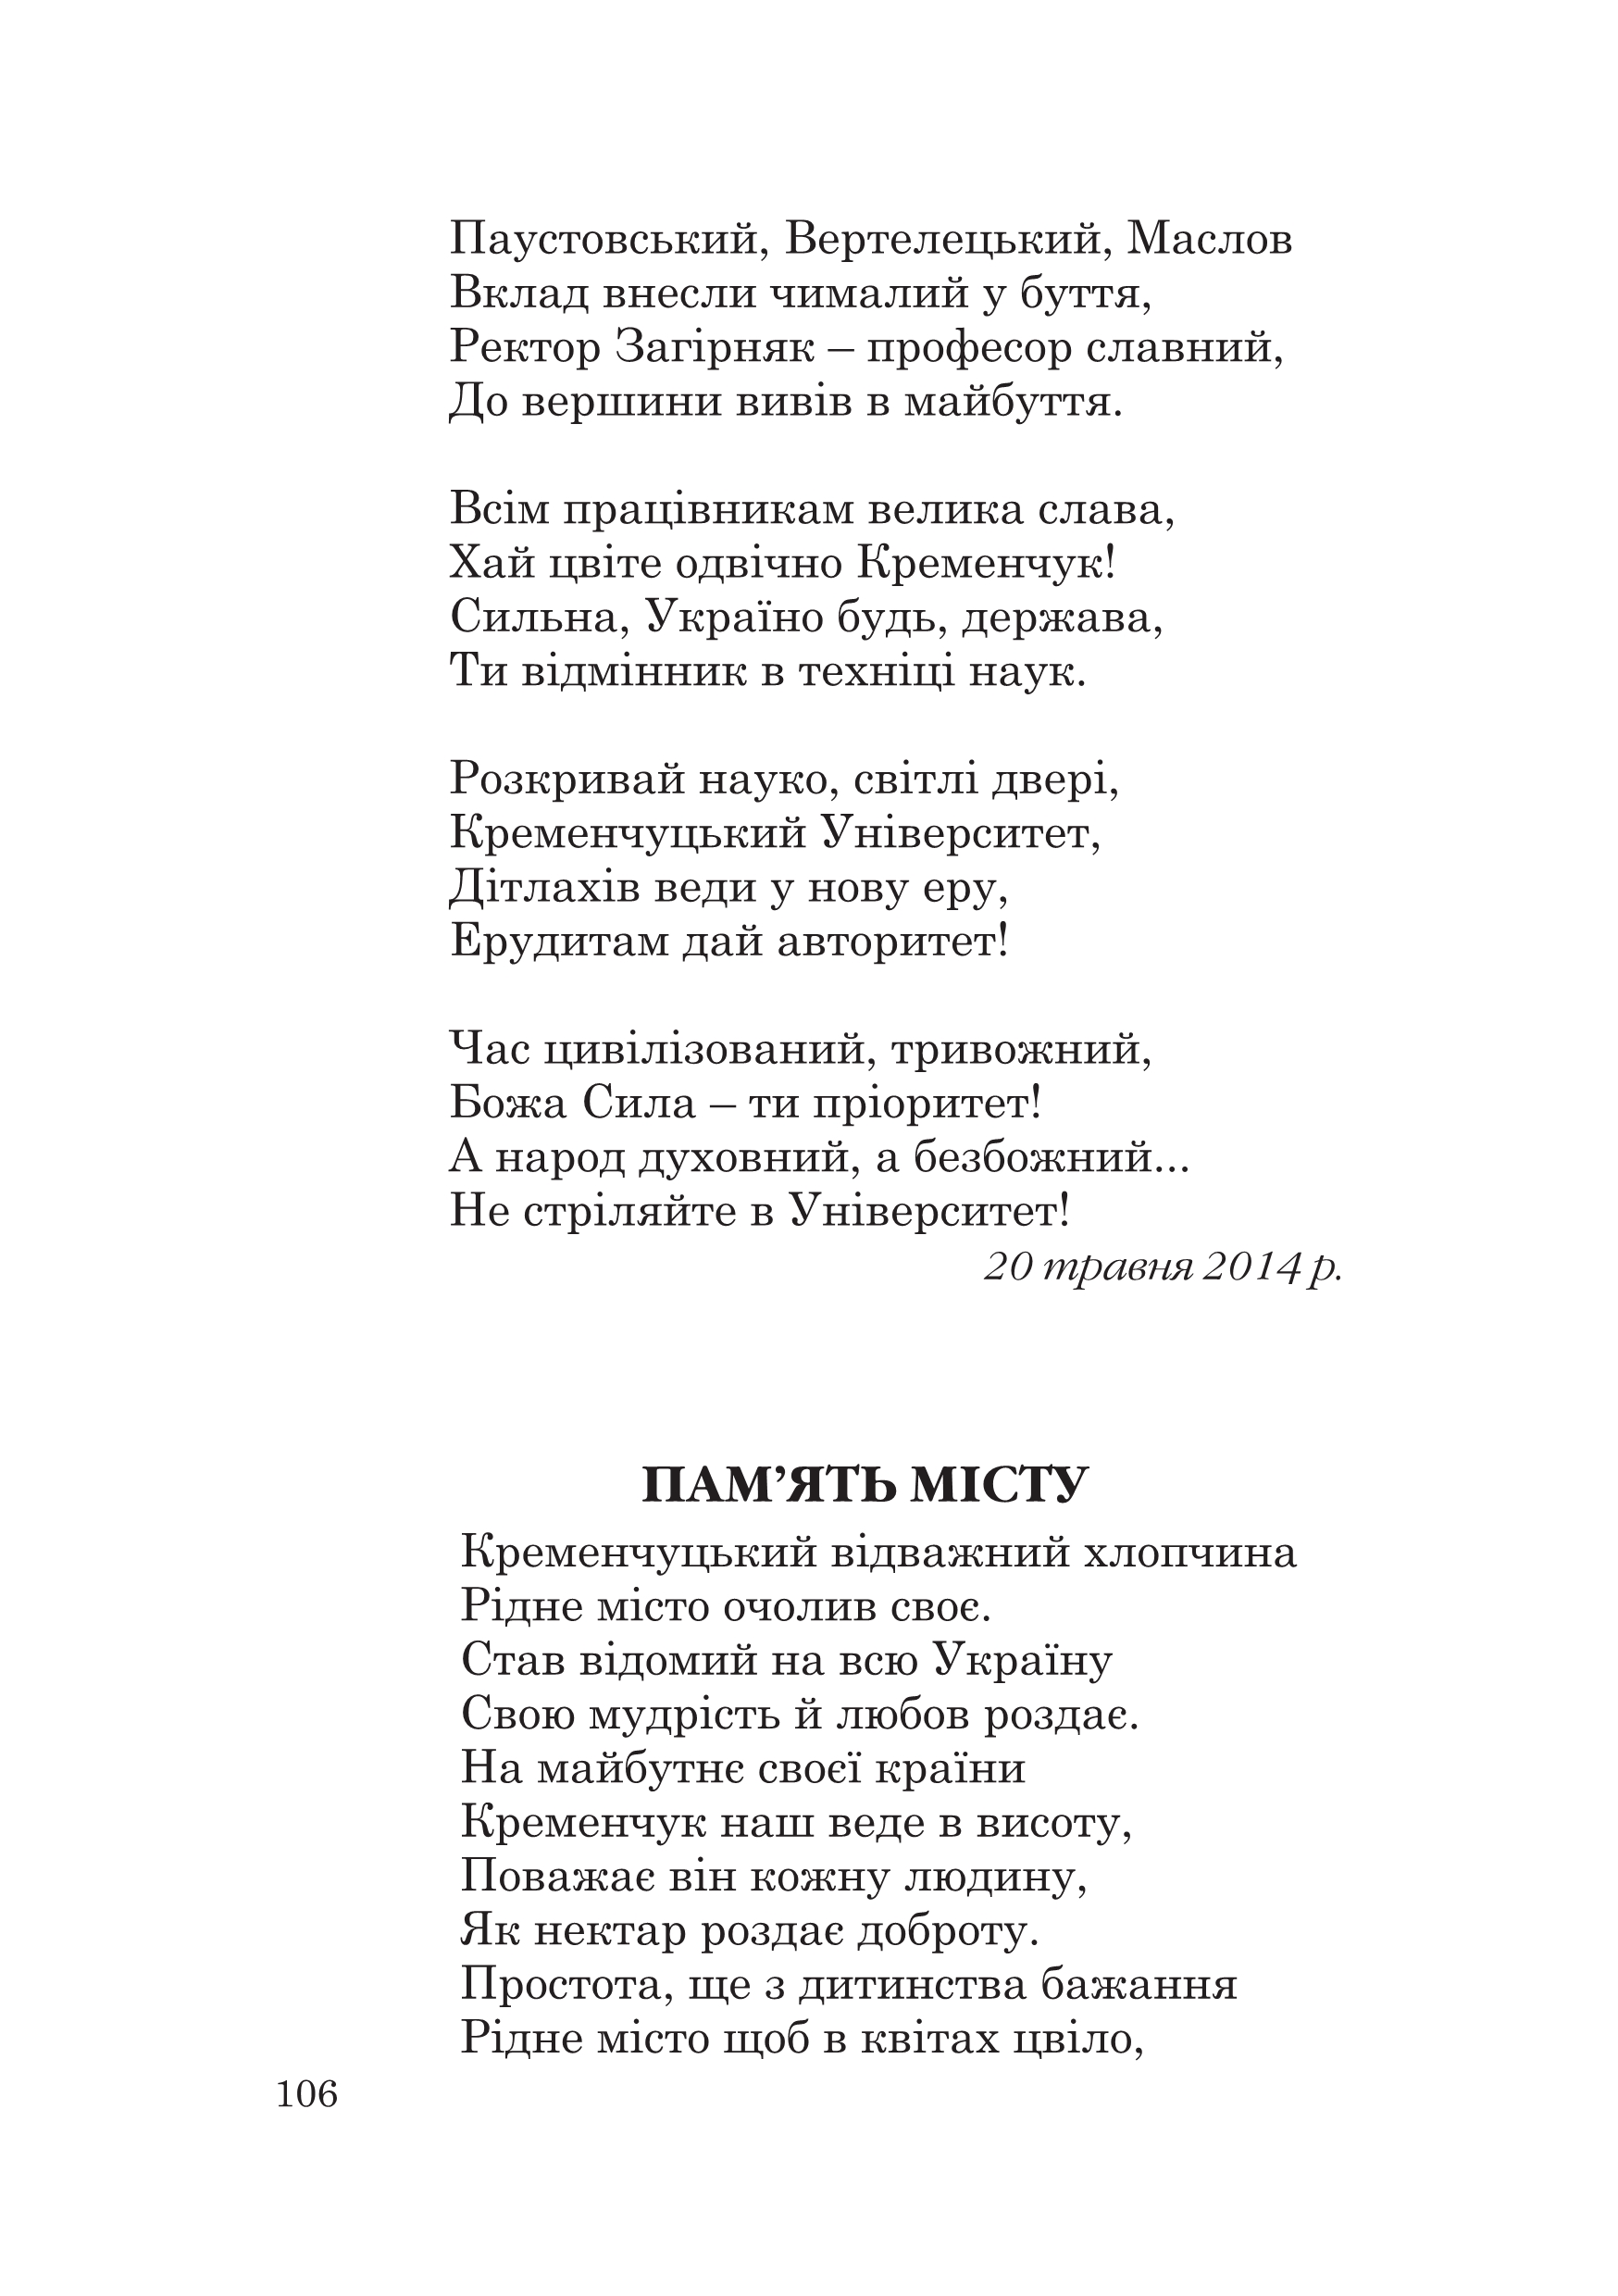 Паустовський, Вертелецький, Маслов
Вклад внесли чималий у буття,
Ректор Загірняк – професор славний,
До вершини вивів в майбуття.

Всім працівникам велика слава,
Хай цвіте одвічно Кременчук!
Сильна, Україно будь, держава,
Ти відмінник в техніці наук.

Розкривай науко, світлі двері,
Кременчуцький Університет,
Дітлахів веди у нову еру,
Ерудитам дай авторитет!

Час цивілізований, тривожний,
Божа Сила – ти пріоритет!
А народ духовний, а безбожний...
Не стріляйте в Університет!
20 травня 2014 р.

ПАМ’ЯТЬ МІСТУ
Кременчуцький відважний хлопчина
Рідне місто очолив своє.
Став відомий на всю Україну
Свою мудрість й любов роздає.
На майбутнє своєї країни
Кременчук наш веде в висоту,
Поважає він кожну людину,
Як нектар роздає доброту.
Простота, ще з дитинства бажання
Рідне місто щоб в квітах цвіло,
106